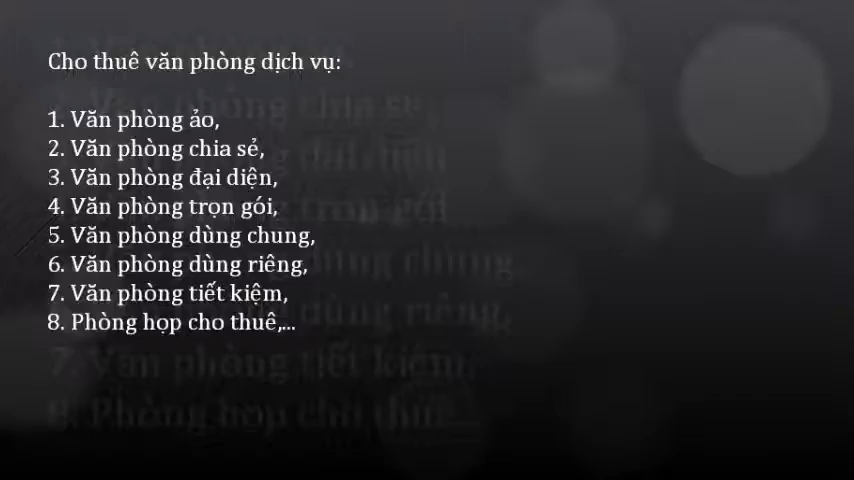 Cho thuê văn phòng dịch vụ:
1. Văn phòng ảo,
2. Văn phòng chia sẻ,
3. Văn phòng đại diện,
4. Văn phòng trọn gói,
5. Văn phòng dùng chung,
6. Văn phòng dùng riêng,
7. Văn phòng tiết kiệm,
8. Phòng họp cho thuê,...